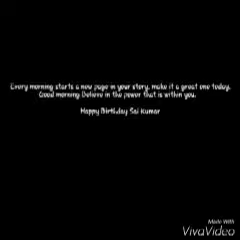 Every morning starts a new page in your story, make it a great one today.
Good morning believe in the power that is within you.
Happy Birthday Sai Kumar
Made With
VivaVideo